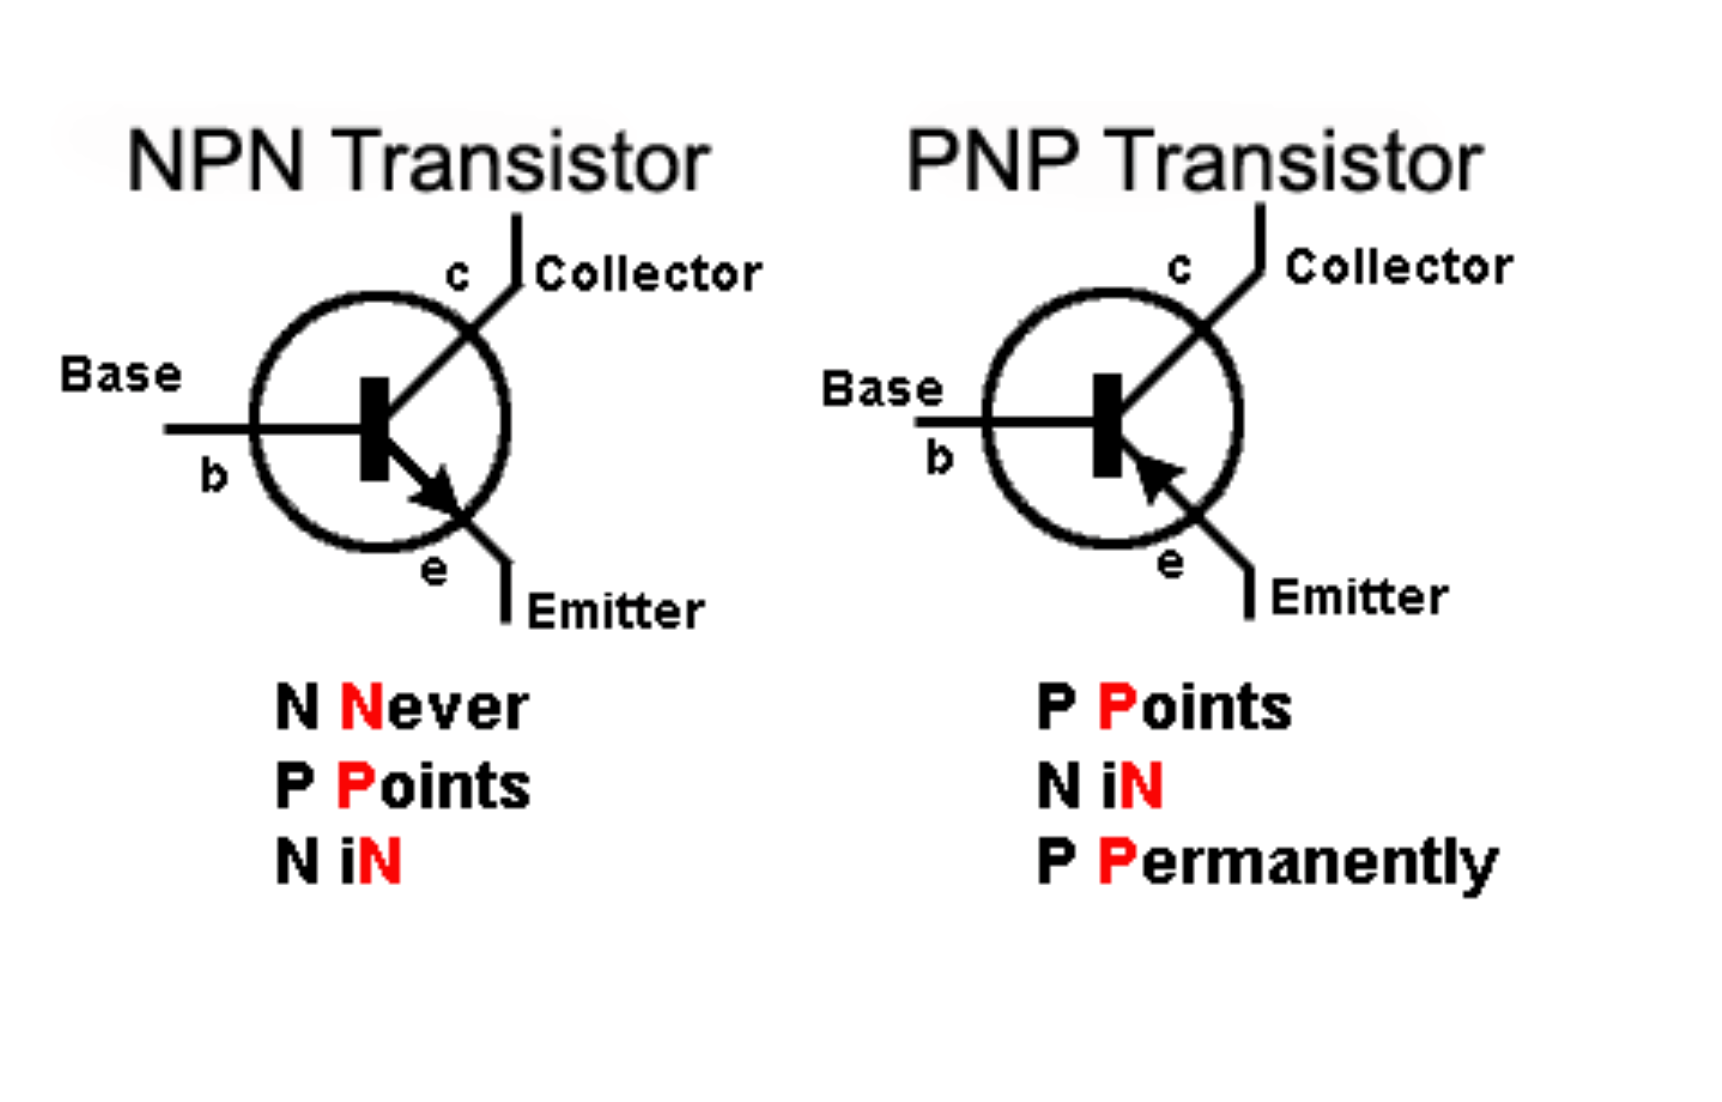 NPN Transistor
c
Collector
Base
b
e
Emitter
N Never
P Points
N iN
PNP Transistor
c
Collector
Base
b
e
Emitter
P Points
N iN
P Permanently